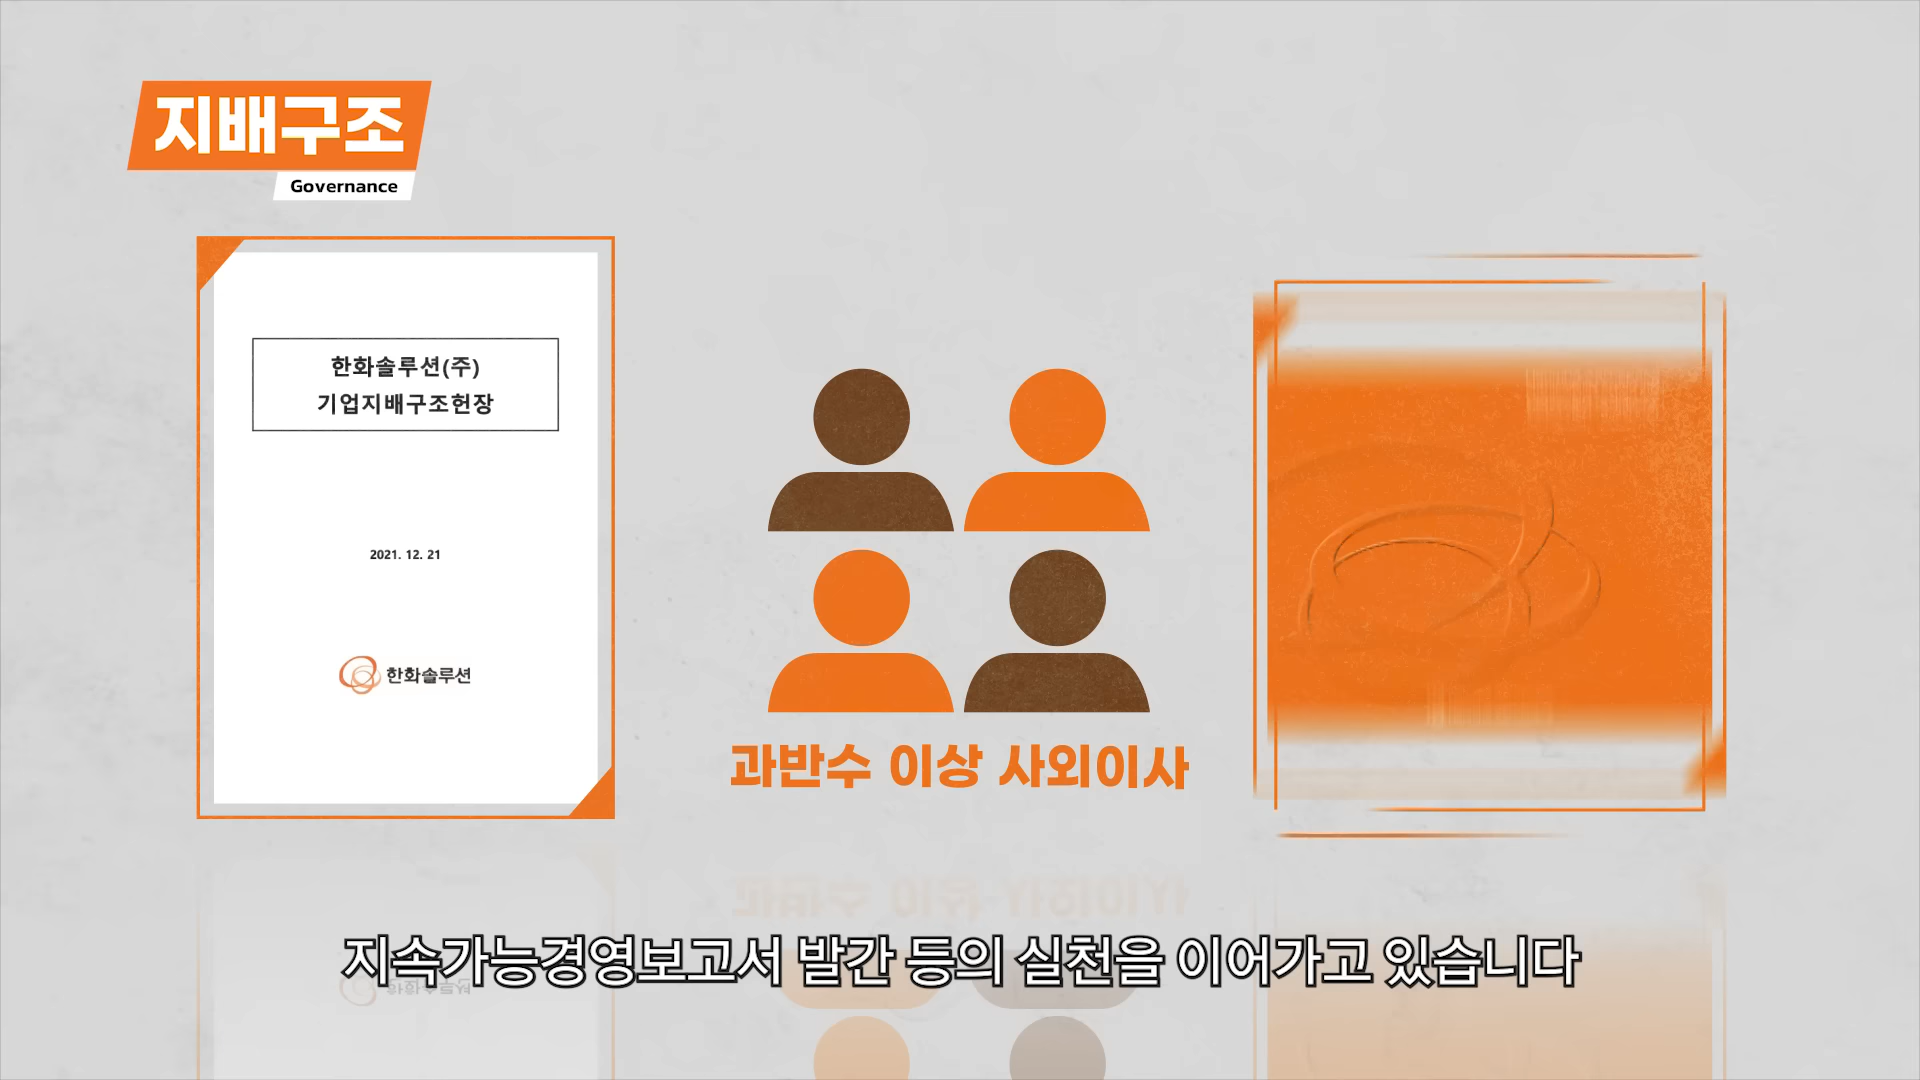 지배구조
Governance
한화솔루션(주)
기업지배구조헌장
2021. 12. 21
한화솔루션
과반수 이상 사외이사
지속가능경영보고서 발간 등의 실천을 이어가고 있습니다